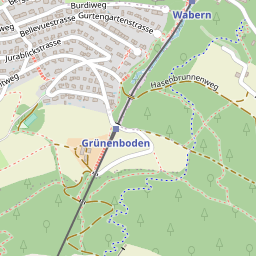 Burdiweg
Wabern
Gurtengartenstrasse
Bellevuestrasse
Jurablickstrasse
Hasenbrunnenweg
Grünenboden